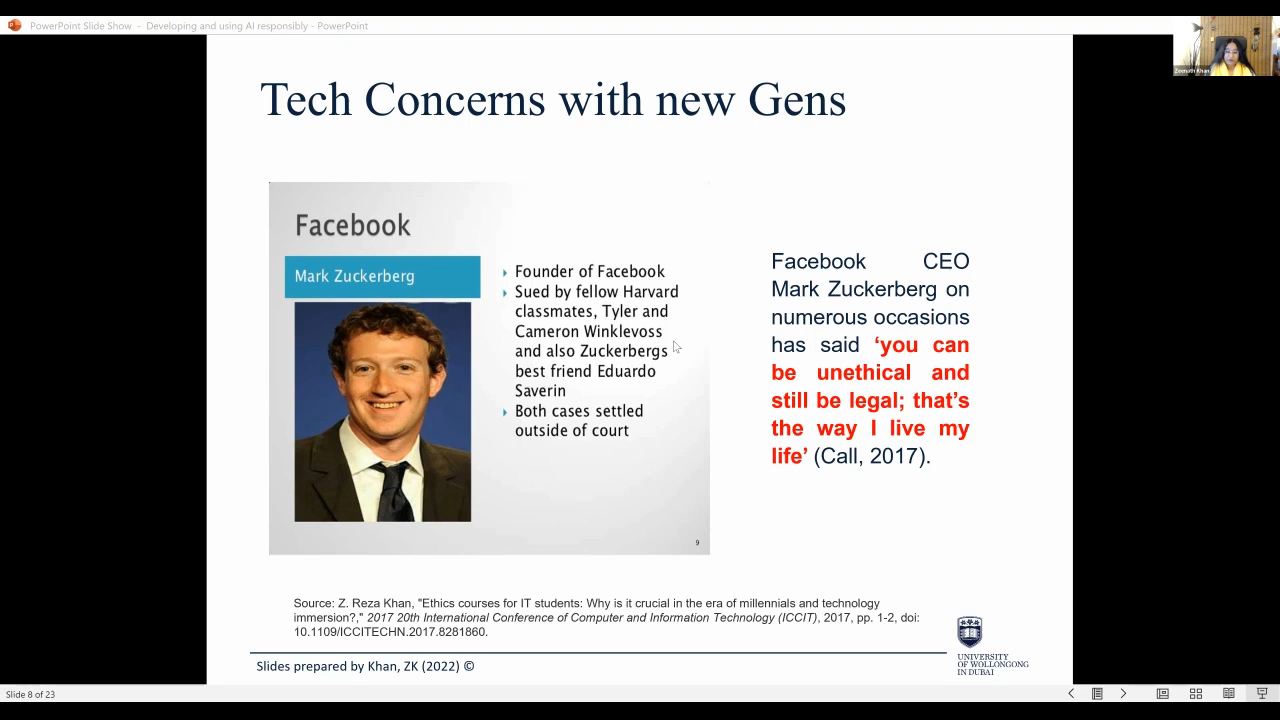 PowerPoint Slide Show - Developing and using AI responsibly - PowerPoint
Zeenath Khan
Tech Concerns with new Gens
Facebook
Mark Zuckerberg
Founder of Facebook
Sued by fellow Harvard
classmates, Tyler and
Cameron Winklevoss
and also Zuckerbergs
best friend Eduardo
Saverin
Both cases settled
outside of court
9
Facebook CEO
Mark Zuckerberg on
numerous occasions
has said ‘you can
be unethical and
still be legal; that’s
the way I live my
life’ (Call, 2017).
Source: Z. Reza Khan, "Ethics courses for IT students: Why is it crucial in the era of millennials and technology
immersion?," 2017 20th International Conference of Computer and Information Technology (ICCIT), 2017, pp. 1-2, doi:
10.1109/ICCITECHN.2017.8281860.
Slides prepared by Khan, ZK (2022) ©
UNIVERSITY
OF WOLLONGONG
IN DUBAI
Slide 8 of 23